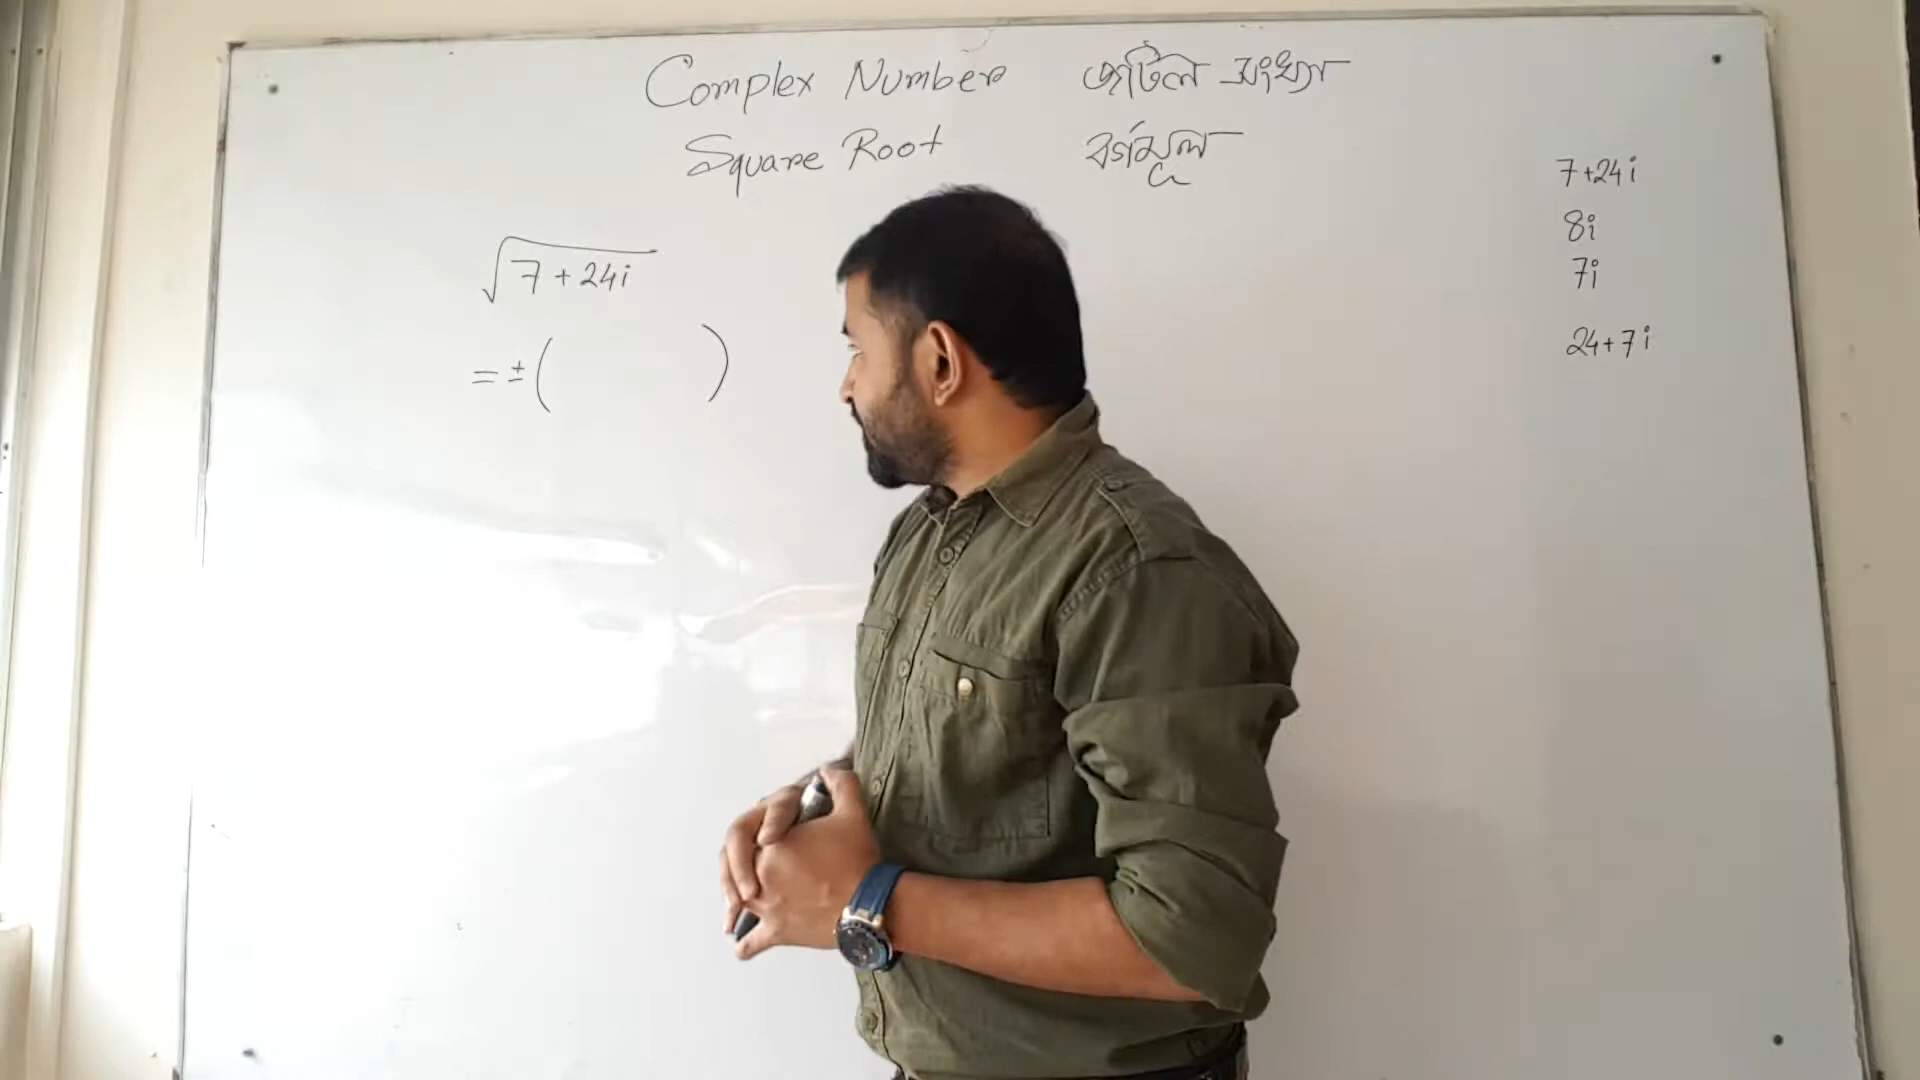 Complex Number জটিল সংখ্যা
Square Root বর্গমূল
√7+24i
=±( )
7+24i
8i
7i
24+7i